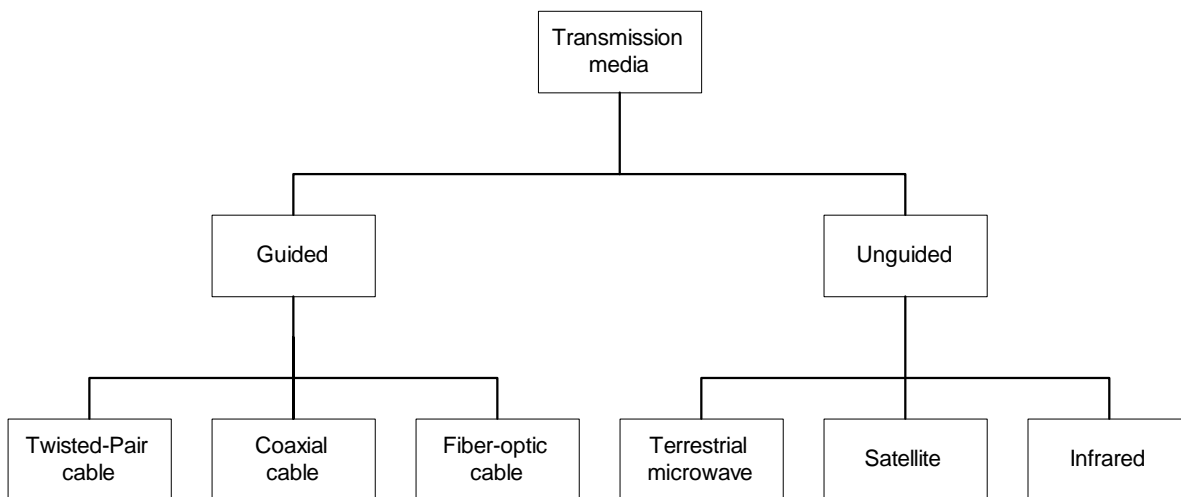 Transmission
media
Guided
Unguided
Twisted-Pair
cable
Coaxial
cable
Fiber-optic
cable
Terrestrial
microwave
Satellite
Infrared